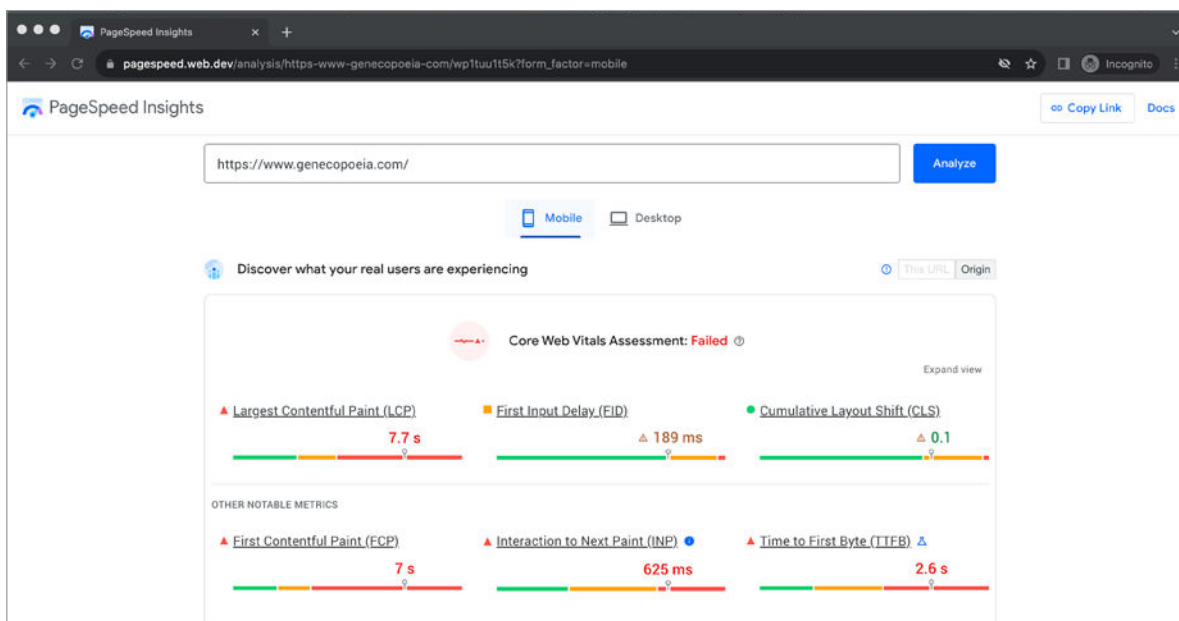 PageSpeed Insights
pagespeed.web.dev/analysis/https-www-genecopoeia-com/wp1tuu1t5k?form_factor=mobile
Incognito
PageSpeed Insights
Copy Link
Docs
https://www.genecopoeia.com/
Analyze
Mobile
Desktop
Discover what your real users are experiencing
This URL
Origin
Core Web Vitals Assessment: Failed
Expand view
Largest Contentful Paint (LCP)
First Input Delay (FID)
Cumulative Layout Shift (CLS)
7.7 s
189 ms
0.1
OTHER NOTABLE METRICS
First Contentful Paint (FCP)
Interaction to Next Paint (INP)
Time to First Byte (TTFB)
7 s
625 ms
2.6 s